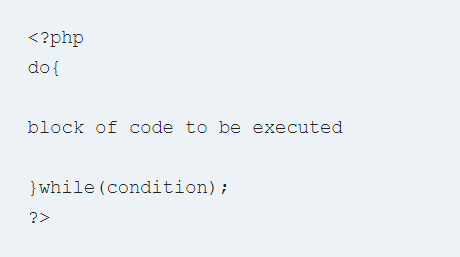 <?php
do{
block of code to be executed
}while(condition);
?>